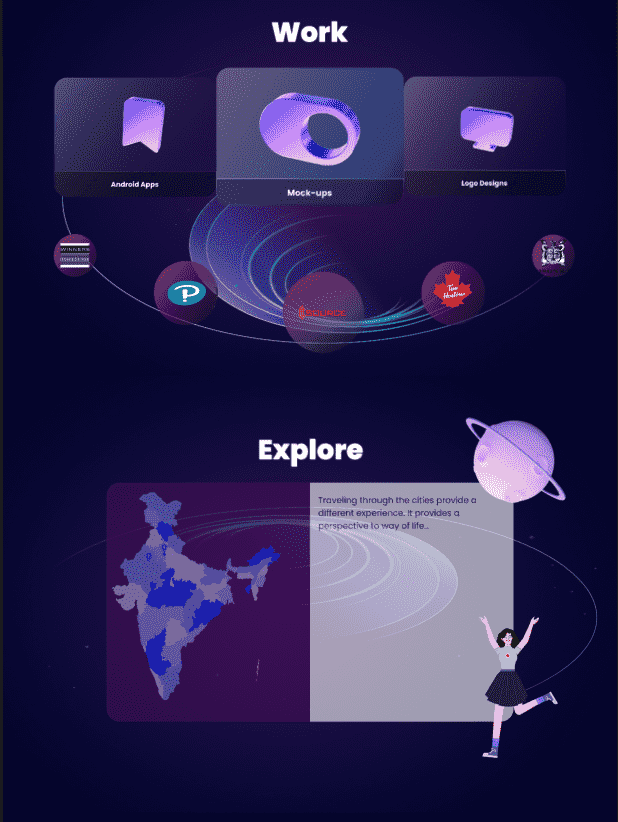 Work
Android Apps
Mock-ups
Logo Designs
WINNERS
Tim
Hortons
Explore
Traveling through the cities provide a
different experience. It provides a
perspective to way of life...